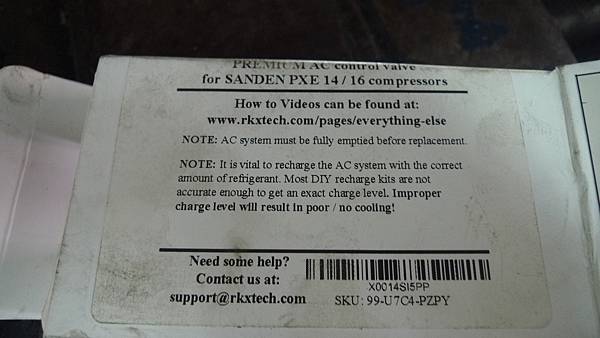 PREMIUM AC control valve
for SANDEN PXE 14 / 16 compressors
How to Videos can be found at:
www.rkxtech.com/pages/everything-else
NOTE: AC system must be fully emptied before replacement.
NOTE: It is vital to recharge the AC system with the correct
amount of refrigerant. Most DIY recharge kits are not
accurate enough to get an exact charge level. Improper
charge level will result in poor / no cooling!
Need some help?
Contact us at:
support@rkxtech.com
X0014SI5PP
SKU: 99-U7C4-PZPY